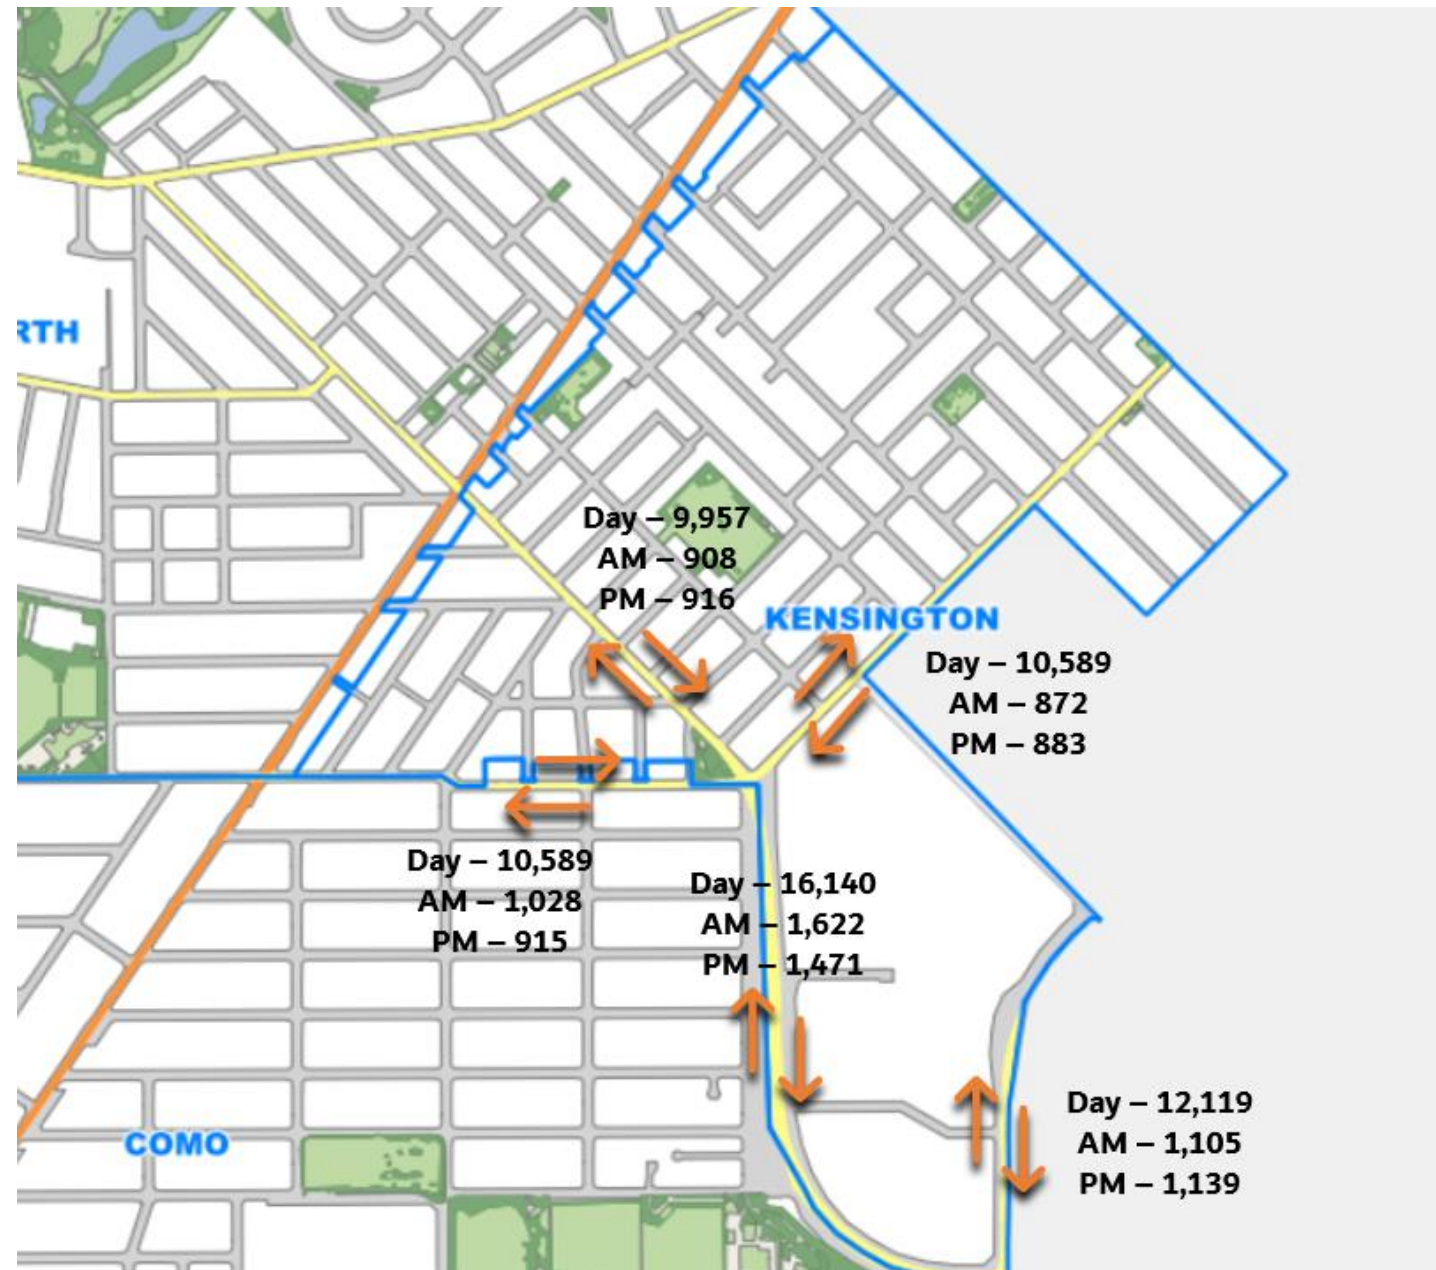 RTH
Day – 9,957
AM – 908
PM – 916
KENSINGTON
Day – 10,589
AM – 872
PM – 883
Day – 10,589
AM – 1,028
PM – 915
Day – 16,140
AM – 1,622
PM – 1,471
Day – 12,119
AM – 1,105
PM – 1,139
COMO